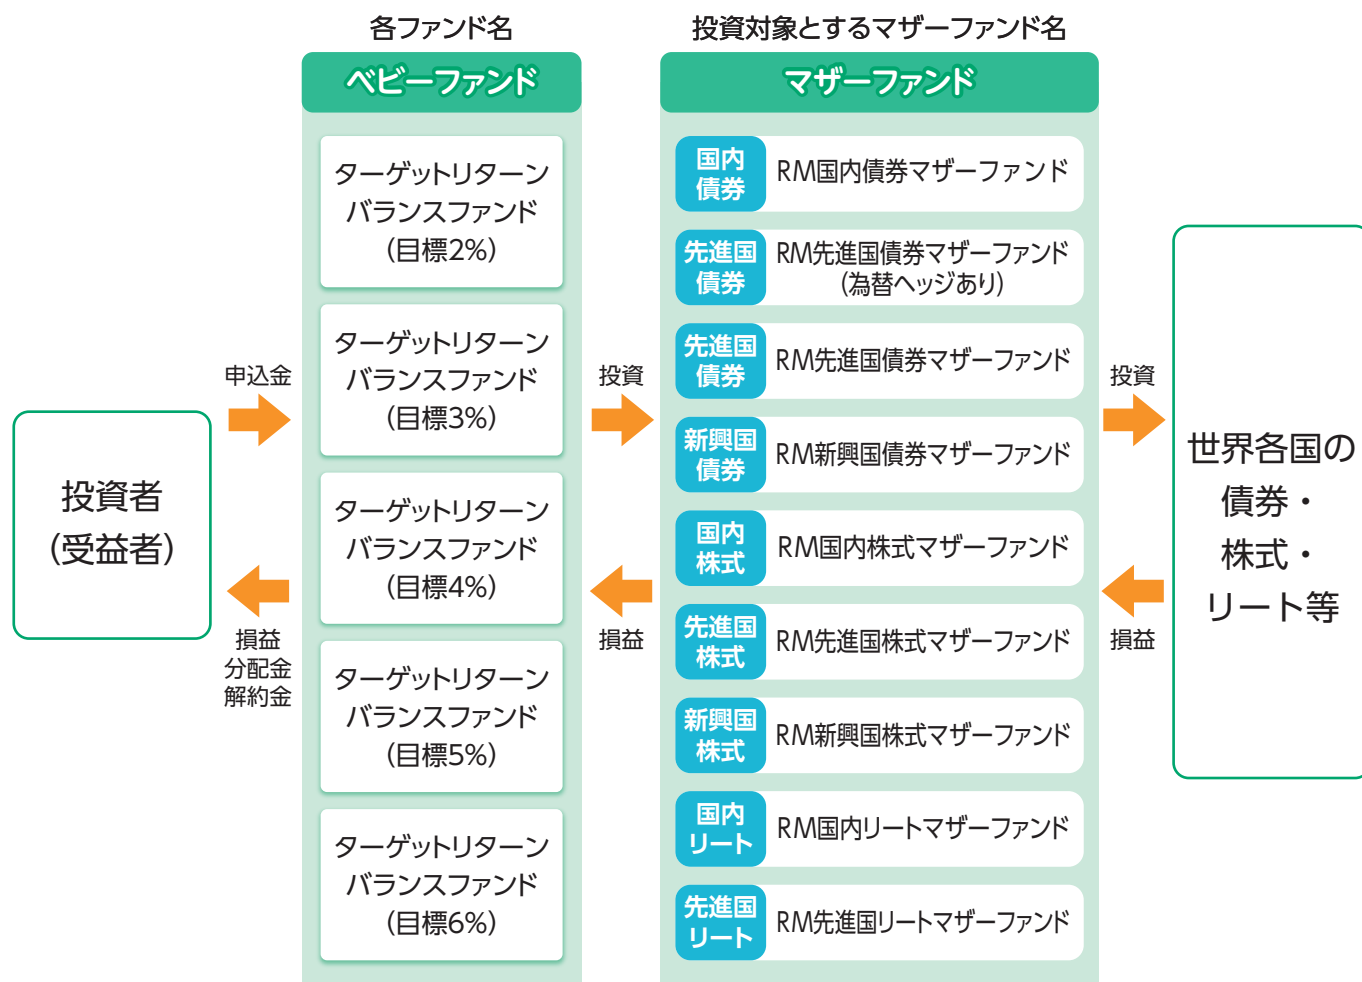 各ファンド名
ベビーファンド
ターゲットリターン
バランスファンド
(目標2%)
ターゲットリターン
バランスファンド
(目標3%)
ターゲットリターン
バランスファンド
(目標4%)
ターゲットリターン
バランスファンド
(目標5%)
ターゲットリターン
バランスファンド
(目標6%)
投資対象とするマザーファンド名
マザーファンド
国内
債券
RM国内債券マザーファンド
先進国
債券
RM先進国債券マザーファンド
(為替ヘッジあり)
先進国
債券
RM先進国債券マザーファンド
新興国
債券
RM新興国債券マザーファンド
国内
株式
RM国内株式マザーファンド
先進国
株式
RM先進国株式マザーファンド
新興国
株式
RM新興国株式マザーファンド
国内
リート
RM国内リートマザーファンド
先進国
リート
RM先進国リートマザーファンド
投資者
(受益者)
申込金
損益
分配金
解約金
投資
損益
投資
損益
世界各国の
債券・
株式・
リート等